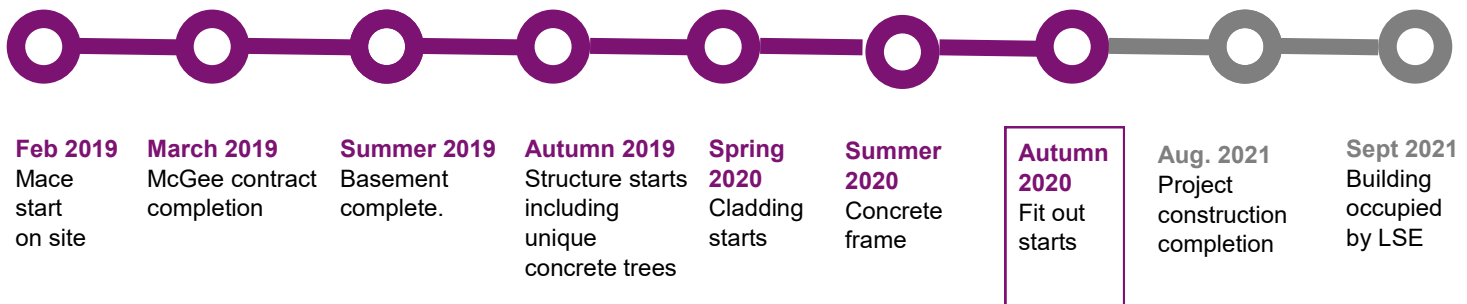 Feb 2019
Mace
start
on site
March 2019
McGee contract
completion
Summer 2019
Basement
complete.
Autumn 2019
Structure starts
including
unique
concrete trees
Spring
2020
Cladding
starts
Summer
2020
Concrete
frame
Autumn
2020
Fit out
starts
Aug. 2021
Project
construction
completion
Sept 2021
Building
occupied
by LSE